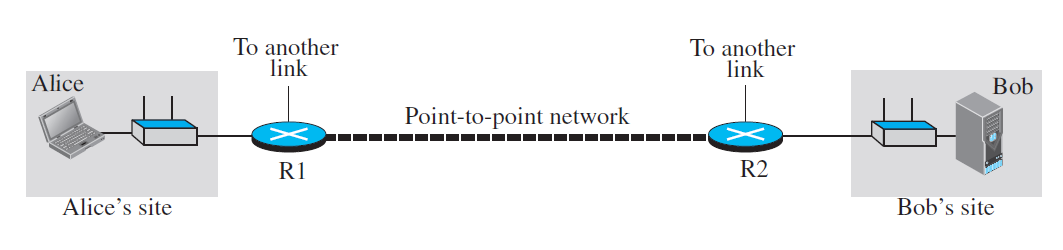 To another
link
To another
link
Alice
Bob
Point-to-point network
R1
R2
Alice’s site
Bob’s site